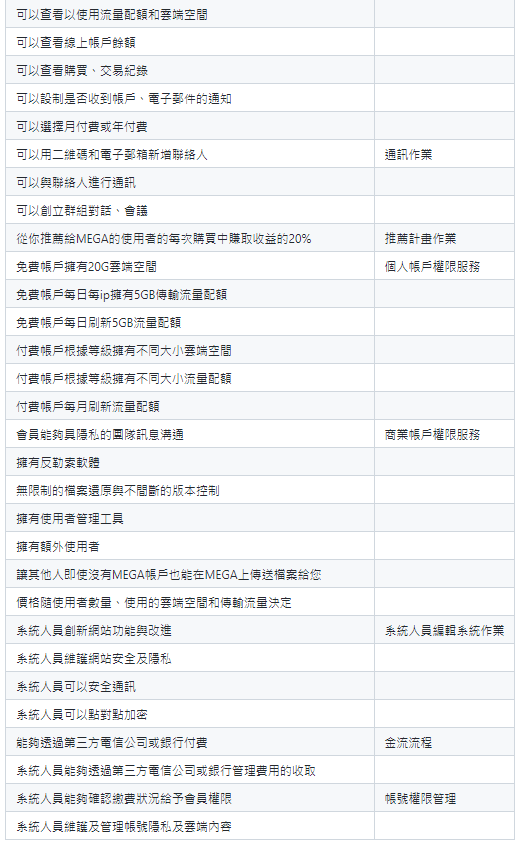 可以查看以使用流量配額和雲端空間
可以查看線上帳戶餘額
可以查看購買、交易紀錄
可以設制是否收到帳戶、電子郵件的通知
可以選擇月付費或年付費
可以用二維碼和電子郵箱新增聯絡人 通訊作業
可以與聯絡人進行通訊
可以創立群組對話、會議
從你推薦給MEGA的使用者的每次購買中賺取收益的20% 推薦計畫作業
免費帳戶擁有20G雲端空間 個人帳戶權限服務
免費帳戶每日每ip擁有5GB傳輸流量配額
免費帳戶每日刷新5GB流量配額
付費帳戶根據等級擁有不同大小雲端空間
付費帳戶根據等級擁有不同大小流量配額
付費帳戶每月刷新流量配額
會員能夠具隱私的團隊訊息溝通 商業帳戶權限服務
擁有反勒索軟體
無限制的檔案還原與不間斷的版本控制
擁有使用者管理工具
擁有額外使用者
讓其他人即使沒有MEGA帳戶也能在MEGA上傳送檔案給您
價格隨使用者數量、使用的雲端空間和傳輸流量決定
系統人員創新網站功能與改進 系統人員編輯系統作業
系統人員維護網站安全及隱私
系統人員可以安全通訊
系統人員可以點對點加密
能夠透過第三方電信公司或銀行付費 金流流程
系統人員能夠透過第三方電信公司或銀行管理費用的收取
系統人員能夠確認繳費狀況給予會員權限 帳號權限管理
系統人員維護及管理帳號隱私及雲端內容